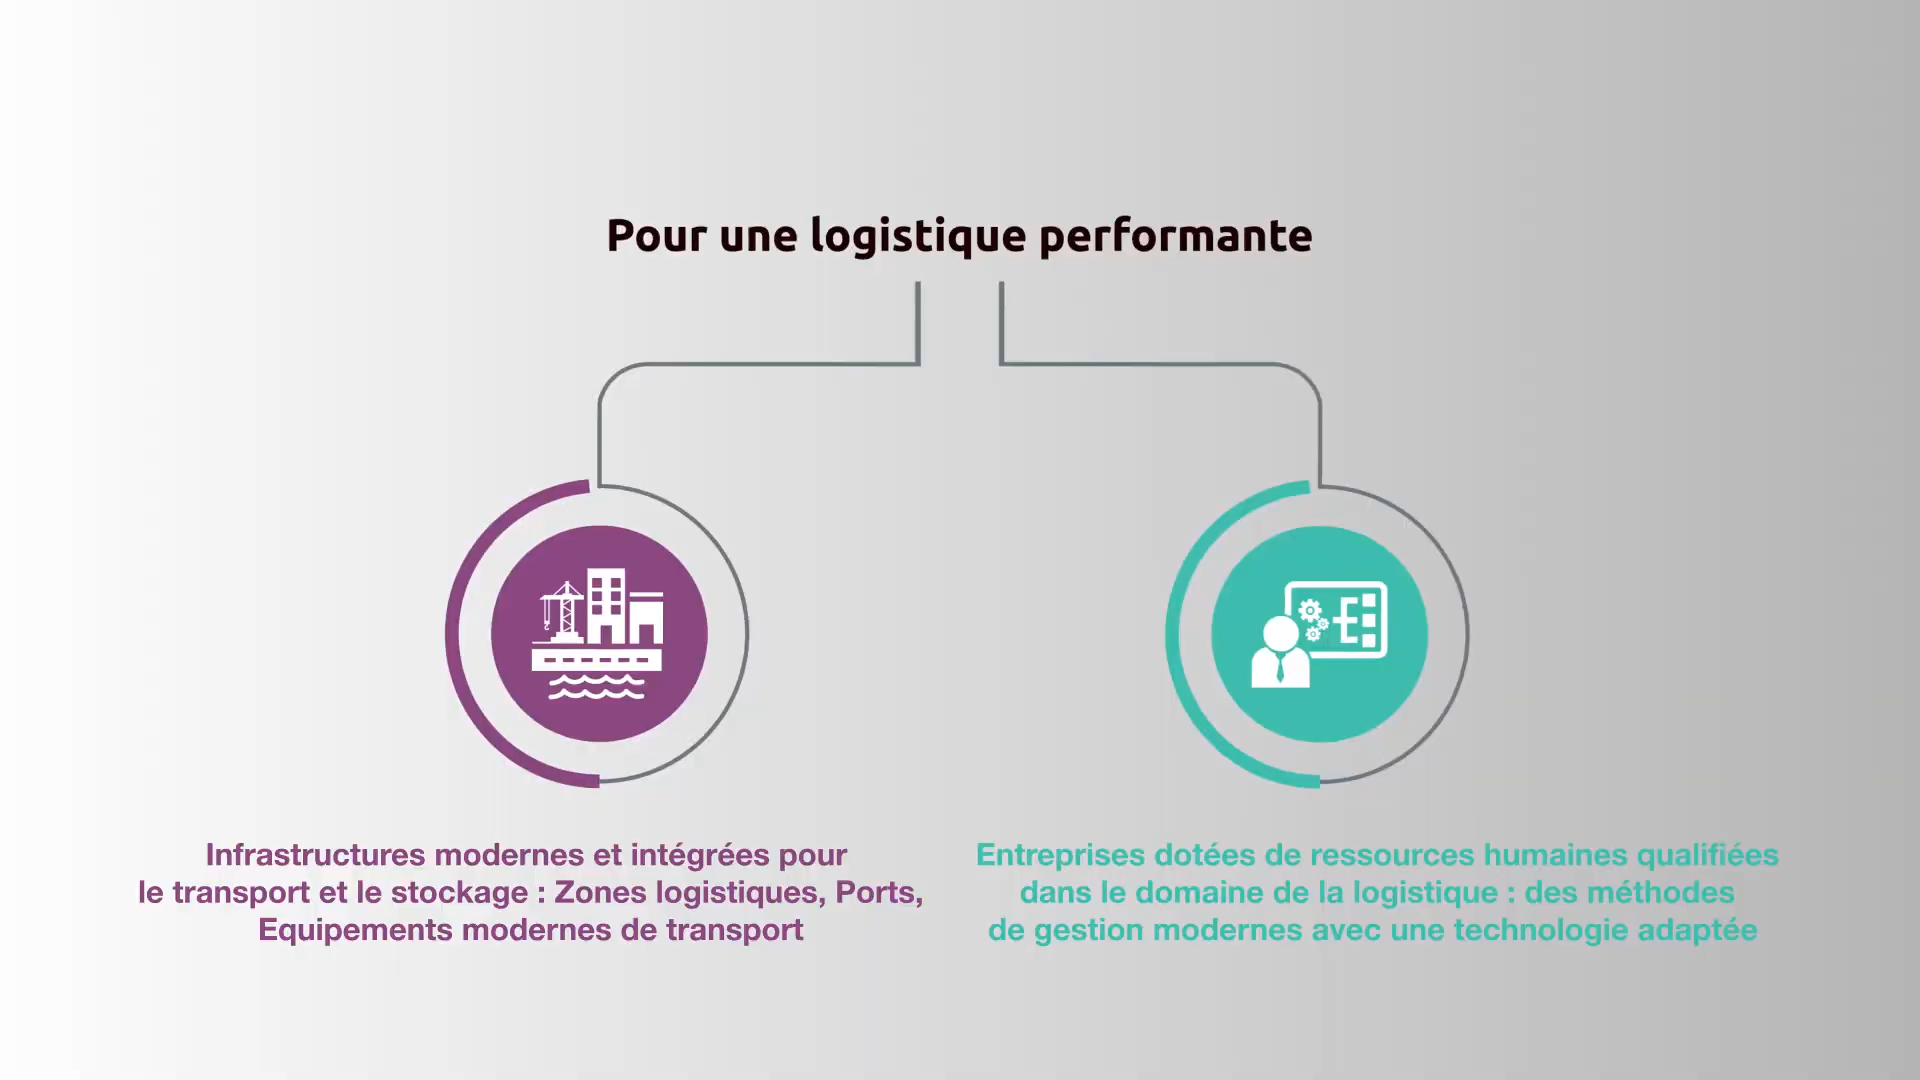 Pour une logistique performante
Infrastructures modernes et intégrées pour
le transport et le stockage : Zones logistiques, Ports,
Equipements modernes de transport
Entreprises dotées de ressources humaines qualifiées
dans le domaine de la logistique : des méthodes
de gestion modernes avec une technologie adaptée